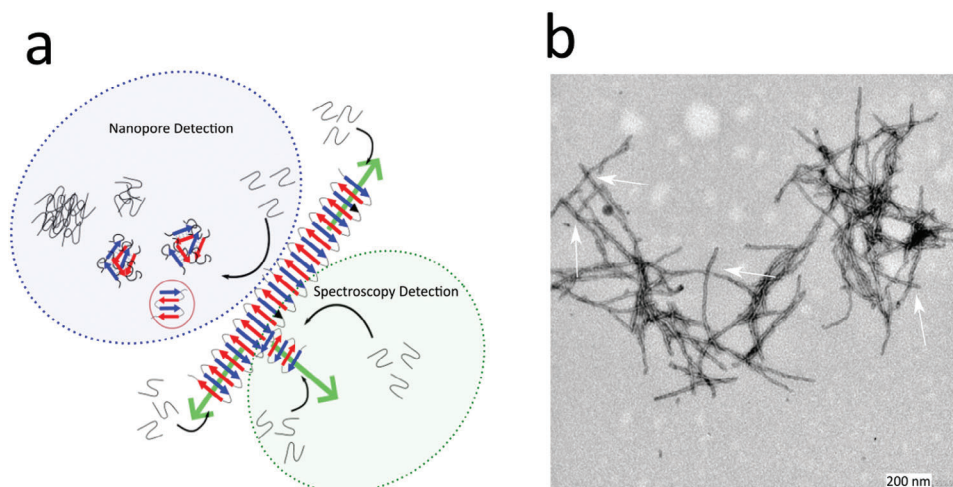 a
Nanopore Detection
Spectroscopy Detection
b
200 nm